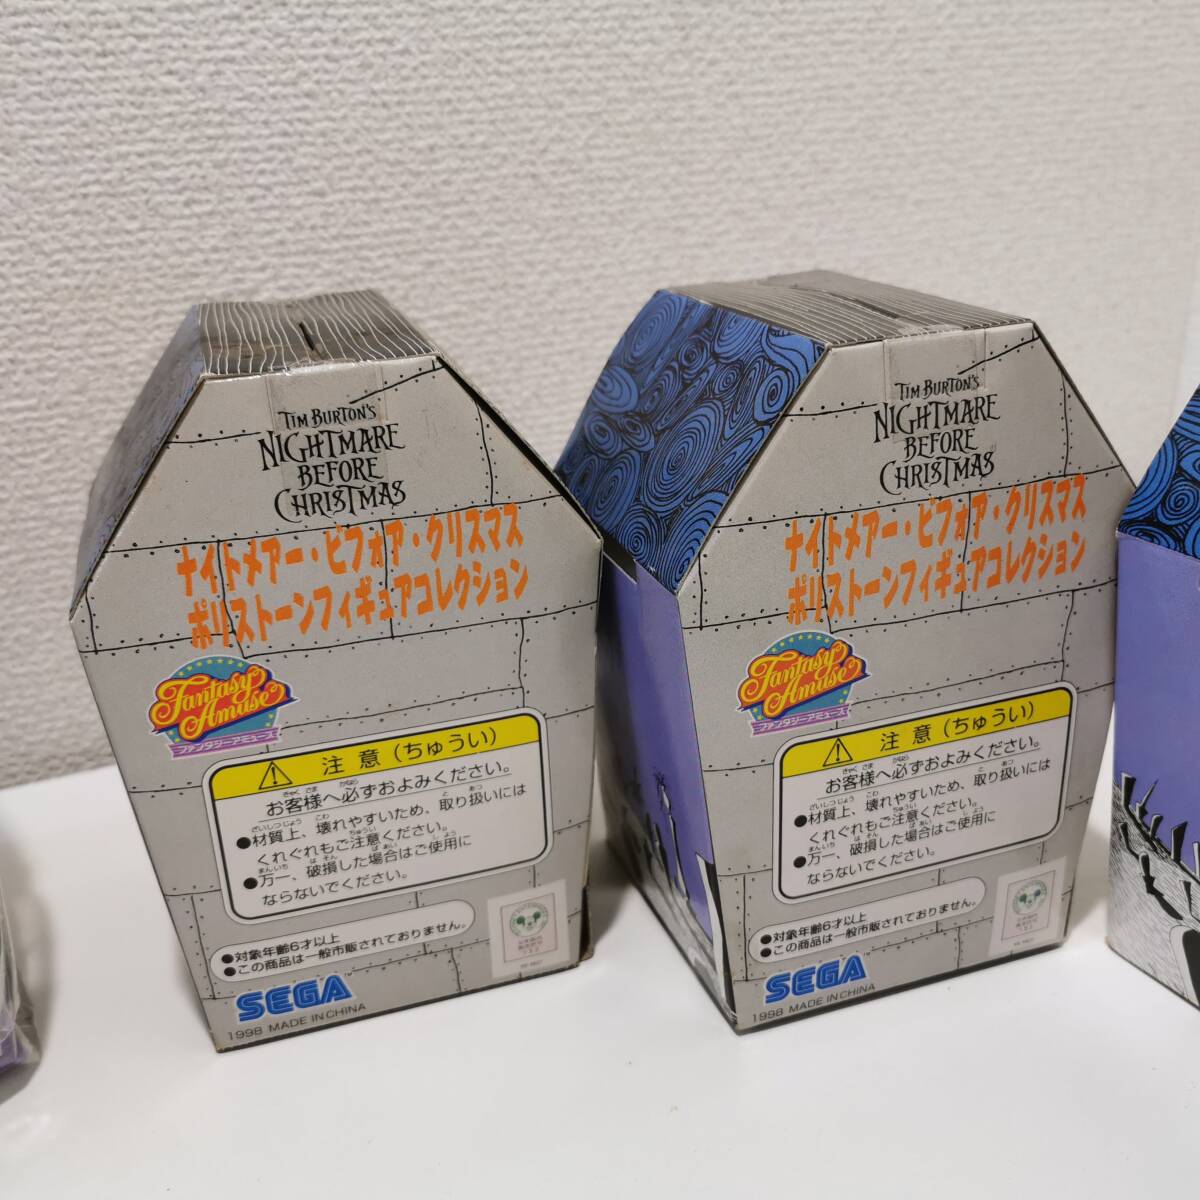 TIM BURTON'S
NIGHTMARE
BEFORE
CHRISTMAS
ナイトメアー・ビフォア・クリスマス
ポリストーンフィギュアコレクション
Fantasy
Amuse
ファンタジーアミューズ
注意(ちゅうい)
お客様へ必ずおよみください。
●材質上、壊れやすいため、取り扱いには
くれぐれもご注意ください。
●万一、破損した場合はご使用に
ならないでください。
●対象年齢6才以上
●この商品は一般市販されておりません。
SEGA™
1998 MADE IN CHINA
TIM BURTON'S
NIGHTMARE
BEFORE
CHRISTMAS
ナイトメアー・ビフォア・クリスマス
ポリストーンフィギュアコレクション
Fantasy
Amuse
ファンタジーアミューズ
注意(ちゅうい)
お客様へ必ずおよみください。
●材質上、壊れやすいため、取り扱いには
くれぐれもご注意ください。
●万一、破損した場合はご使用に
ならないでください。
●対象年齢6才以上
●この商品は一般市販されておりません。
SEGA™
1998 MADE IN CHINA